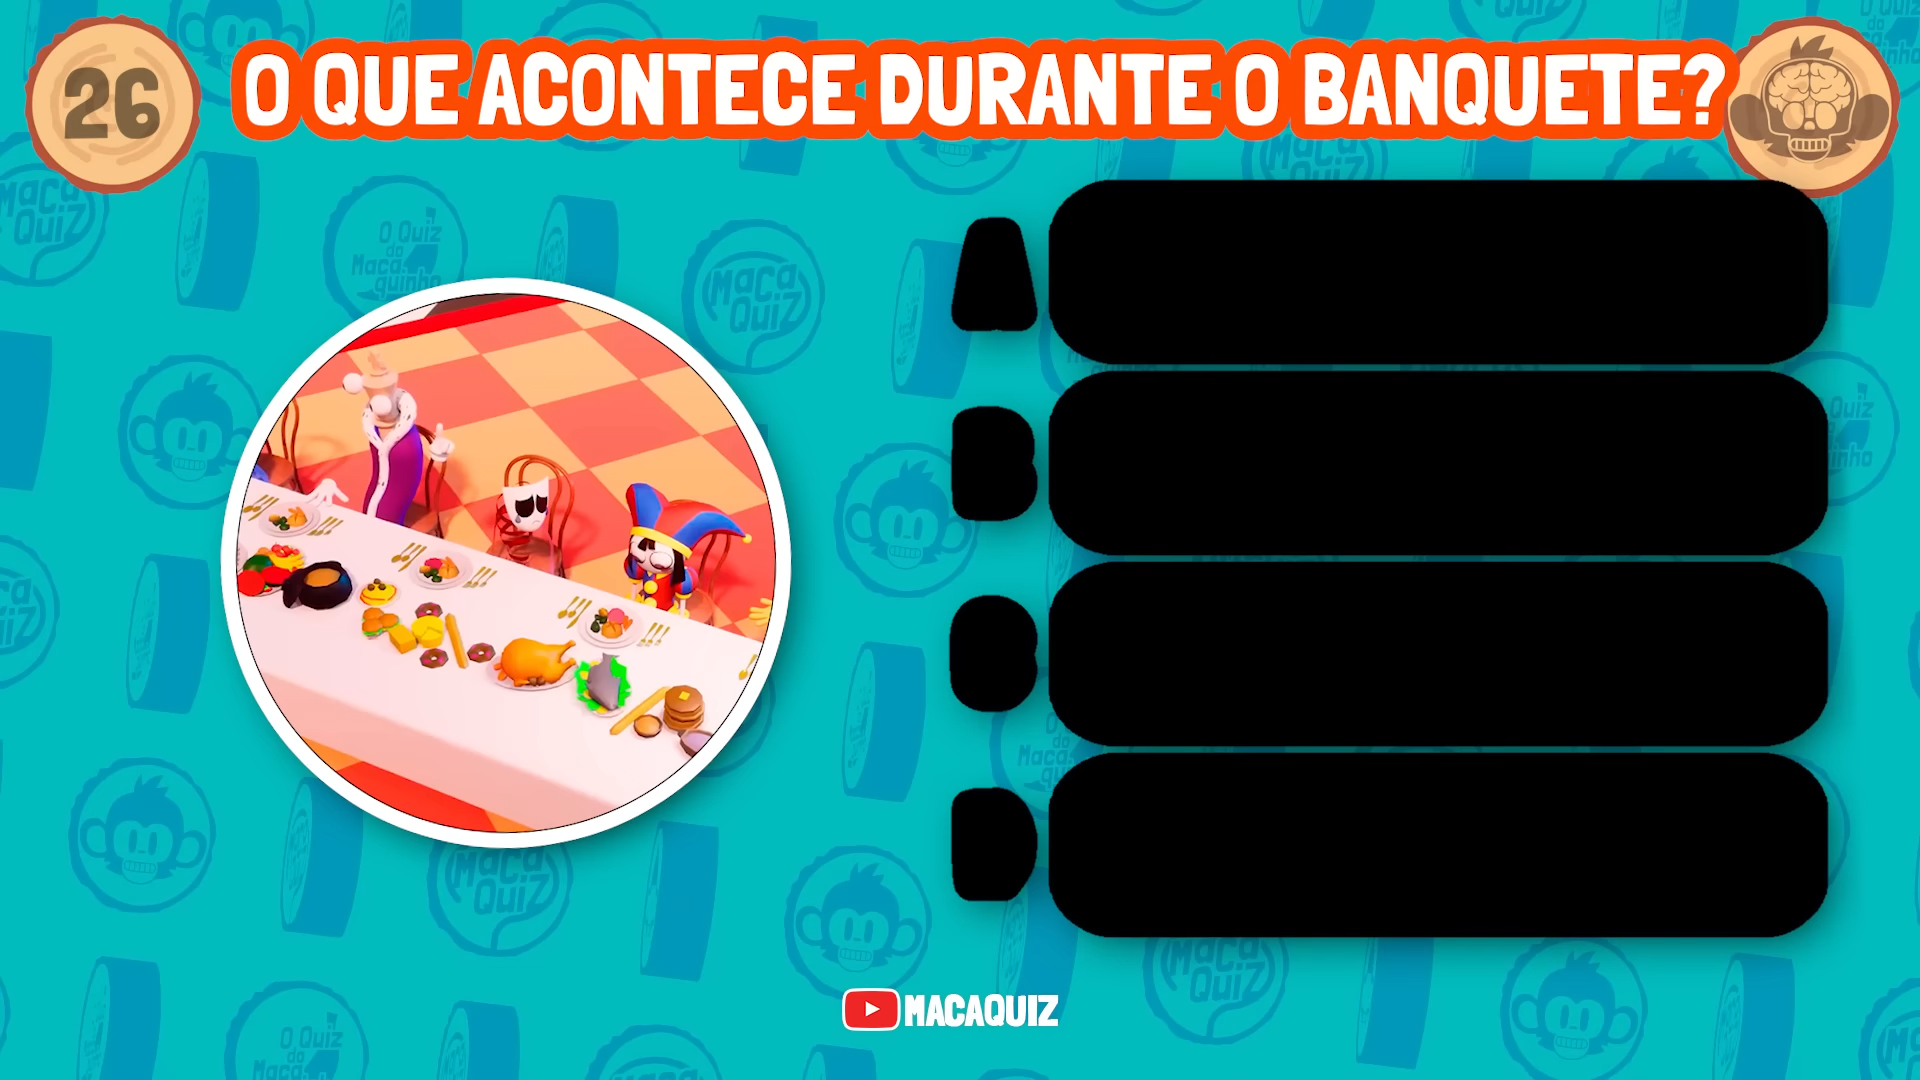 26
O QUE ACONTECE DURANTE O BANQUETE?
MACAQUIZ